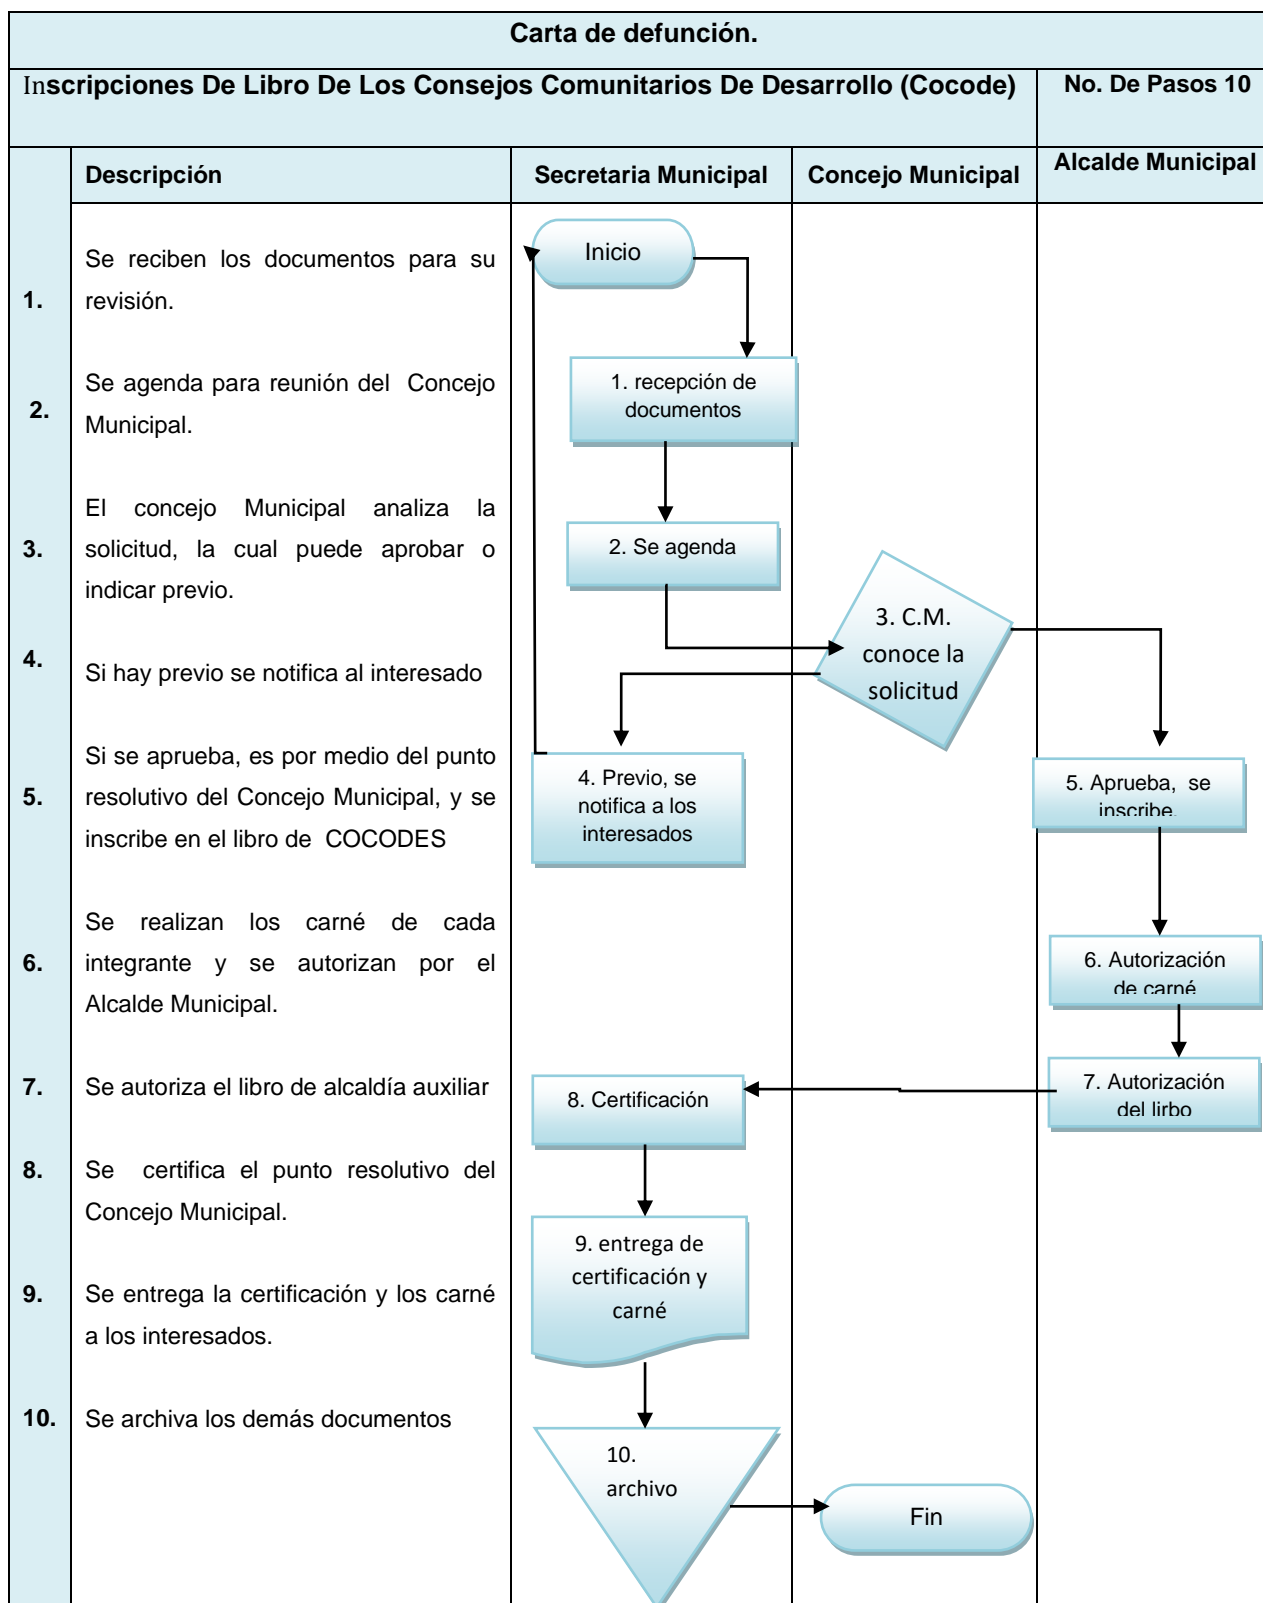 Carta de defunción.
Inscripciones De Libro De Los Consejos Comunitarios De Desarrollo (Cocode)
No. De Pasos 10
Descripción
Secretaria Municipal
Concejo Municipal
Alcalde Municipal
1.
Se reciben los documentos para su
revisión.
2.
Se agenda para reunión del Concejo
Municipal.
3.
El concejo Municipal analiza la
solicitud, la cual puede aprobar o
indicar previo.
4.
Si hay previo se notifica al interesado
5.
Si se aprueba, es por medio del punto
resolutivo del Concejo Municipal, y se
inscribe en el libro de COCODES
6.
Se realizan los carné de cada
integrante y se autorizan por el
Alcalde Municipal.
7.
Se autoriza el libro de alcaldía auxiliar
8.
Se certifica el punto resolutivo del
Concejo Municipal.
9.
Se entrega la certificación y los carné
a los interesados.
10.
Se archiva los demás documentos
Inicio
1. recepción de
documentos
2. Se agenda
3. C.M.
conoce la
solicitud
4. Previo, se
notifica a los
interesados
5. Aprueba, se
inscribe.
6. Autorización
de carné
7. Autorización
del lirbo
8. Certificación
9. entrega de
certificación y
carné
10.
archivo
Fin